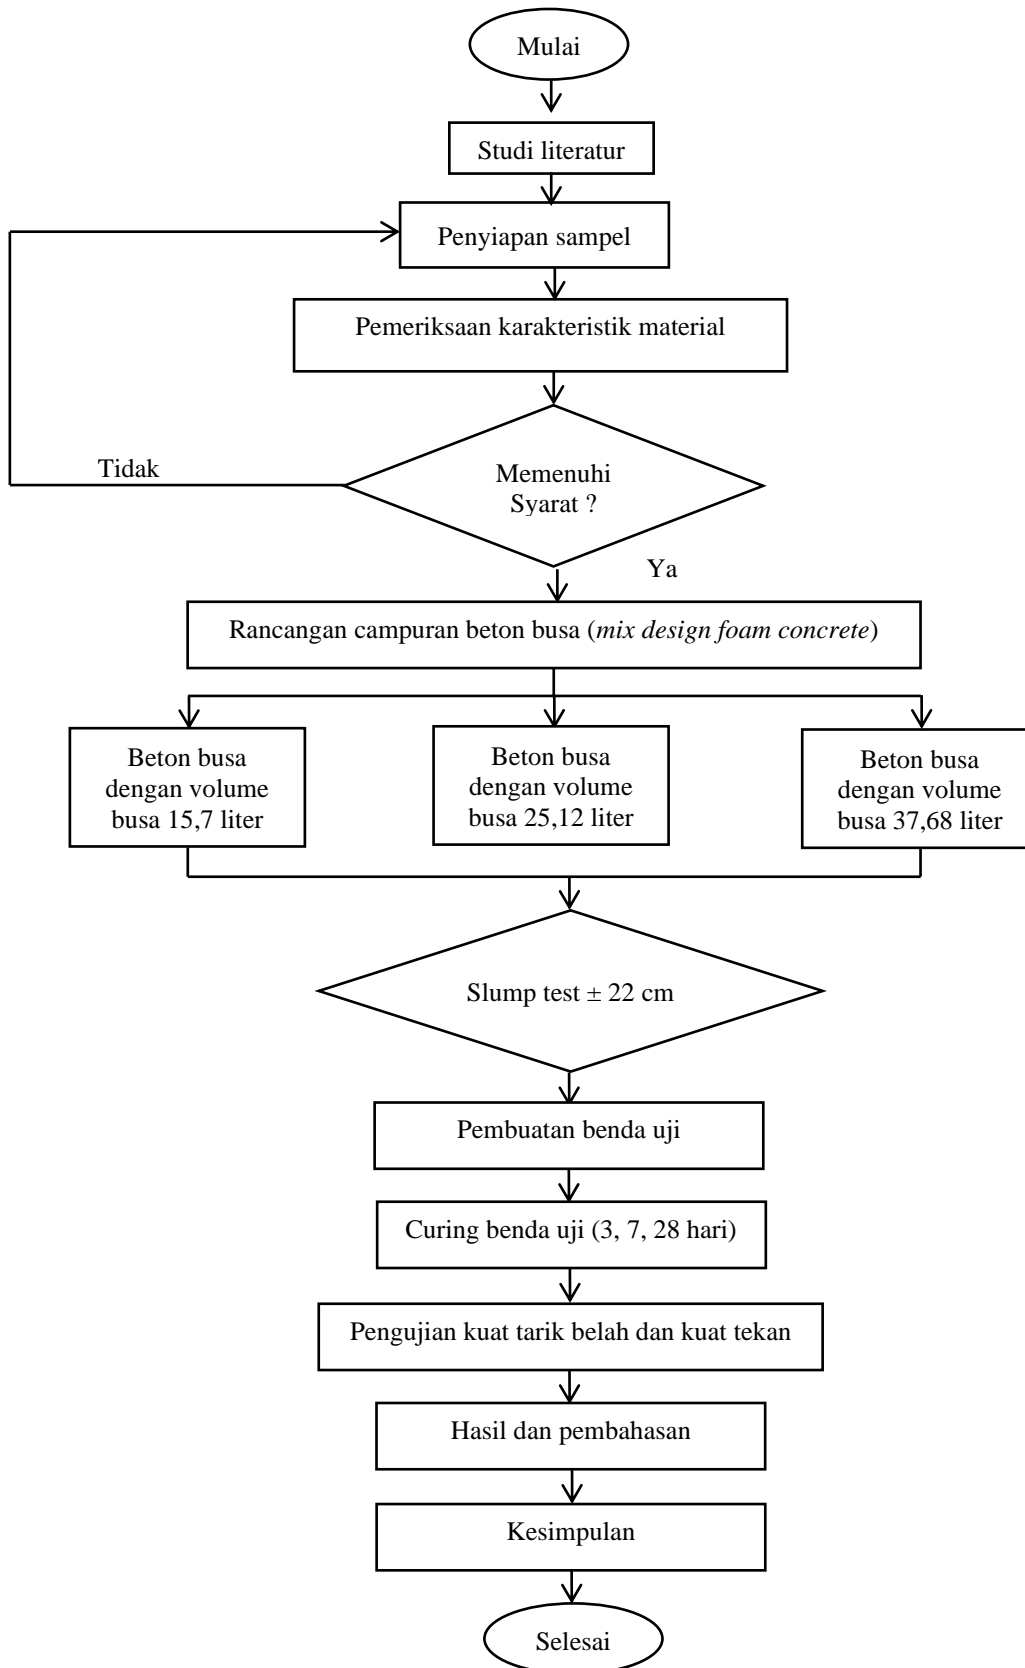 Mulai
Studi literatur
Penyiapan sampel
Pemeriksaan karakteristik material
Tidak
Memenuhi
Syarat ?
Ya
Rancangan campuran beton busa (mix design foam concrete)
Beton busa
dengan volume
busa 15,7 liter
Beton busa
dengan volume
busa 25,12 liter
Beton busa
dengan volume
busa 37,68 liter
Slump test ± 22 cm
Pembuatan benda uji
Curing benda uji (3, 7, 28 hari)
Pengujian kuat tarik belah dan kuat tekan
Hasil dan pembahasan
Kesimpulan
Selesai